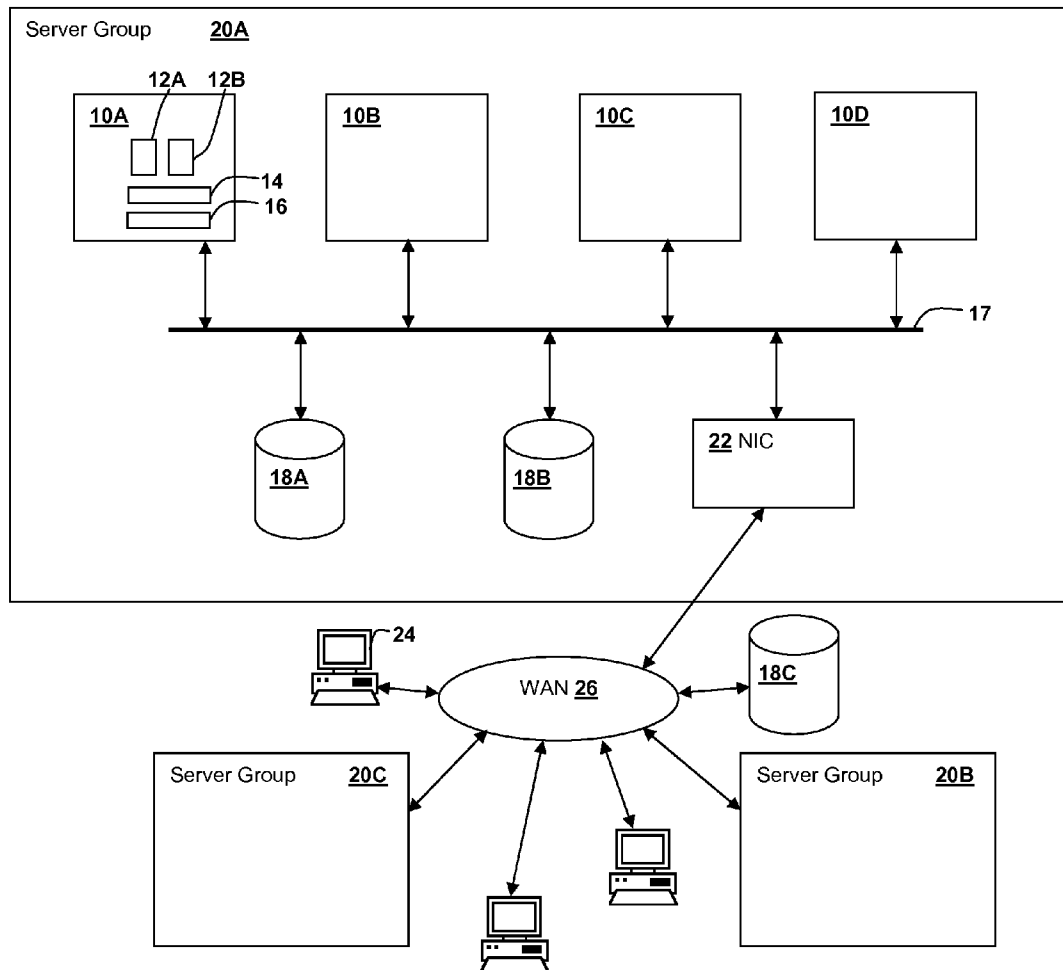 Server Group 20A
12A 12B
10A 10B 10C 10D
14
16
17
18A 18B 22 NIC
24
WAN 26 18C
Server Group 20C Server Group 20B